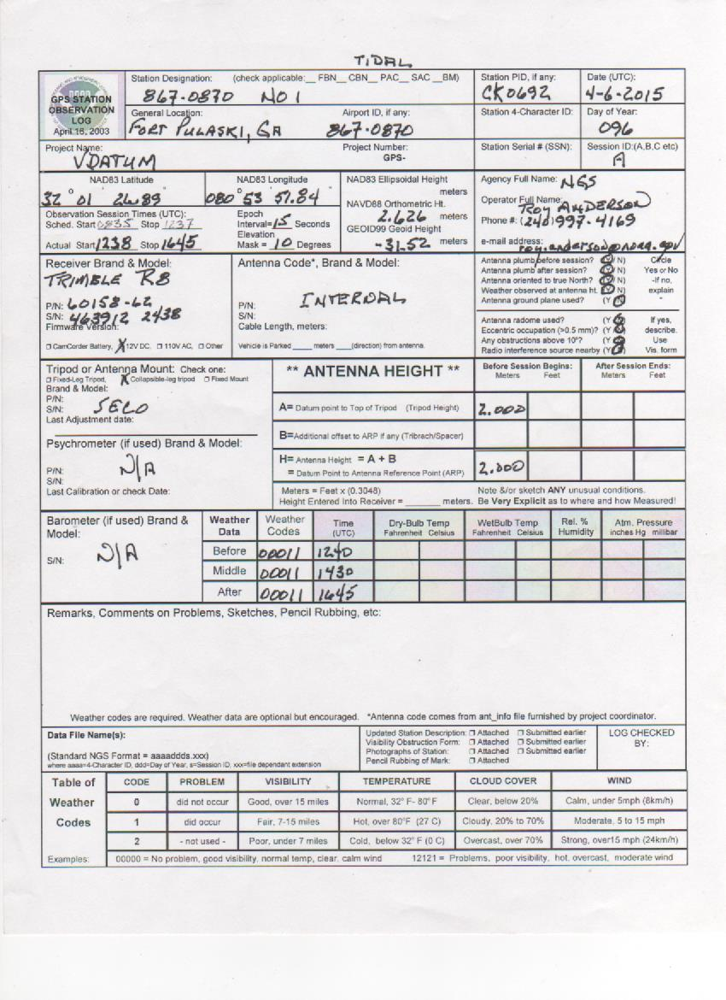 TIDAL
GPS STATION
OBSERVATION
LOG
April 16, 2003
Station Designation: (check applicable:__ FBN__ CBN__ PAC__ SAC __BM)
867-0870 NO 1
Station PID, if any:
CK0692
Date (UTC):
4-6-2015
General Location:
FORT PULASKI, GA
Airport ID, if any:
867-0870
Station 4-Character ID:
Day of Year:
096
Project Name:
VDATUM
Project Number:
GPS-
Station Serial # (SSN):
Session ID:(A,B,C etc)
A
NAD83 Latitude
32 ° 01 ' 26.89 "
NAD83 Longitude
080 ° 53 ' 51.84 "
NAD83 Ellipsoidal Height
meters
NAVD88 Orthometric Ht.
2.626 meters
GEOID99 Geoid Height
-31.52 meters
Agency Full Name: NGS
Operator Full Name:
ROY ANDERSON
Phone #: (240)997-4169
e-mail address:
roy.anderson@noaa.gov
Observation Session Times (UTC):
Sched. Start 0835 Stop 1237
Actual Start 1238 Stop 1645
Epoch
Interval= 15 Seconds
Elevation
Mask = 10 Degrees
Receiver Brand & Model:
TRIMBLE R8
P/N: 60158-62
S/N: 463912 2438
Firmware Version:
☐ CamCorder Battery, X 12V DC, ☐ 110V AC, ☐ Other
Antenna Code*, Brand & Model:
INTERNAL
P/N:
S/N:
Cable Length, meters:
Vehicle is Parked _____ meters ____(direction) from antenna.
Antenna plumb before session? (Y / N) Circle
Antenna plumb after session? (Y / N) Yes or No
Antenna oriented to true North? (Y / N) -If no,
Weather observed at antenna ht. (Y / N) explain
Antenna ground plane used? (Y / N) "
Antenna radome used? (Y / N) If yes,
Eccentric occupation (>0.5 mm)? (Y / N) describe.
Any obstructions above 10°? (Y / N) Use
Radio interference source nearby (Y / N) Vis. form
Tripod or Antenna Mount: Check one:
☐ Fixed-Leg Tripod, X Collapsible-leg tripod ☐ Fixed Mount
Brand & Model:
P/N:
S/N: SECO
Last Adjustment date:
Psychrometer (if used) Brand & Model:
N/A
P/N:
S/N:
Last Calibration or check Date:
** ANTENNA HEIGHT **
Before Session Begins:
Meters Feet
After Session Ends:
Meters Feet
A= Datum point to Top of Tripod (Tripod Height) 2.000
B=Additional offset to ARP if any (Tribrach/Spacer)
H= Antenna Height = A + B
= Datum Point to Antenna Reference Point (ARP) 2.000
Meters = Feet x (0.3048)
Height Entered Into Receiver = _______ meters.
Note &/or sketch ANY unusual conditions.
Be Very Explicit as to where and how Measured!
Barometer (if used) Brand &
Model:
N/A
S/N:
Weather Data Weather Codes Time (UTC) Dry-Bulb Temp Fahrenheit Celsius WetBulb Temp Fahrenheit Celsius Rel. % Humidity Atm. Pressure inches Hg millibar
Before 00011 1240
Middle 00011 1430
After 00011 1645
Remarks, Comments on Problems, Sketches, Pencil Rubbing, etc:
Weather codes are required. Weather data are optional but encouraged. *Antenna code comes from ant_info file furnished by project coordinator.
Data File Name(s):
(Standard NGS Format = aaaaddds.xxx)
where aaaa=4-Character ID, ddd=Day of Year, s=Session ID, xxx=file dependant extension
Updated Station Description: ☐ Attached ☐ Submitted earlier
Visibility Obstruction Form: ☐ Attached ☐ Submitted earlier
Photographs of Station: ☐ Attached ☐ Submitted earlier
Pencil Rubbing of Mark: ☐ Attached
LOG CHECKED
BY:
Table of
Weather
Codes
CODE PROBLEM VISIBILITY TEMPERATURE CLOUD COVER WIND
0 did not occur Good, over 15 miles Normal, 32° F- 80° F Clear, below 20% Calm, under 5mph (8km/h)
1 did occur Fair, 7-15 miles Hot, over 80°F (27 C) Cloudy, 20% to 70% Moderate, 5 to 15 mph
2 - not used - Poor, under 7 miles Cold, below 32° F (0 C) Overcast, over 70% Strong, over15 mph (24km/h)
Examples: 00000 = No problem, good visibility, normal temp, clear, calm wind 12121 = Problems, poor visibility, hot, overcast, moderate wind